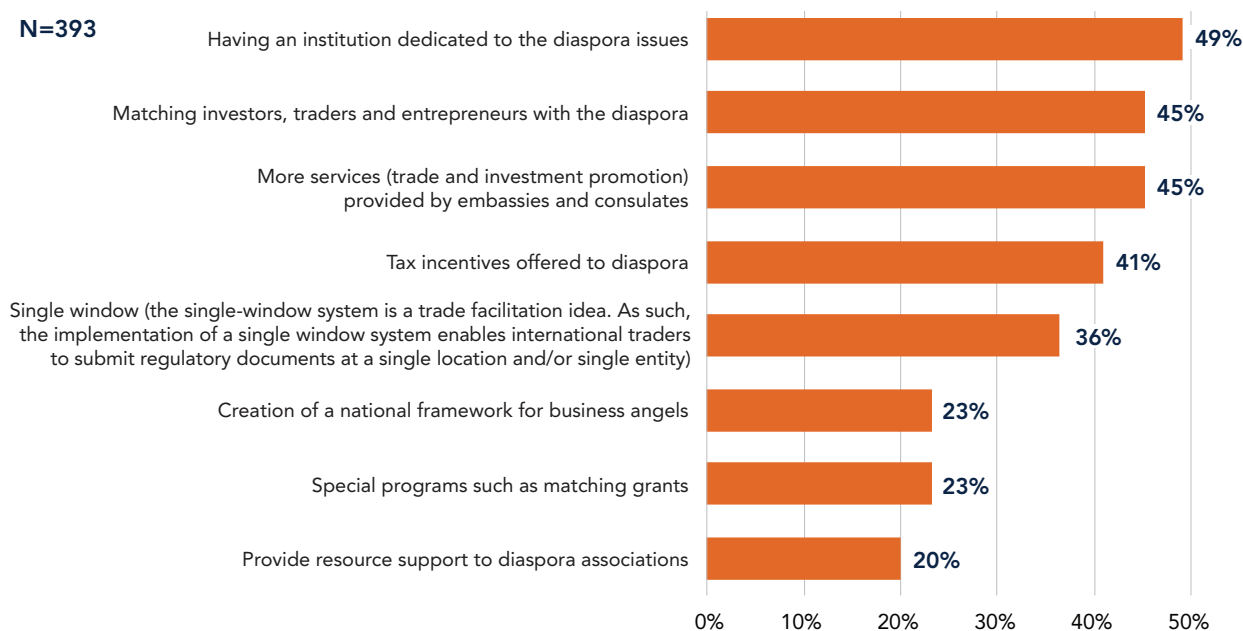 N=393
Having an institution dedicated to the diaspora issues
49%
Matching investors, traders and entrepreneurs with the diaspora
45%
More services (trade and investment promotion)
provided by embassies and consulates
45%
Tax incentives offered to diaspora
41%
Single window (the single-window system is a trade facilitation idea. As such,
the implementation of a single window system enables international traders
to submit regulatory documents at a single location and/or single entity)
36%
Creation of a national framework for business angels
23%
Special programs such as matching grants
23%
Provide resource support to diaspora associations
20%
0% 10% 20% 30% 40% 50%